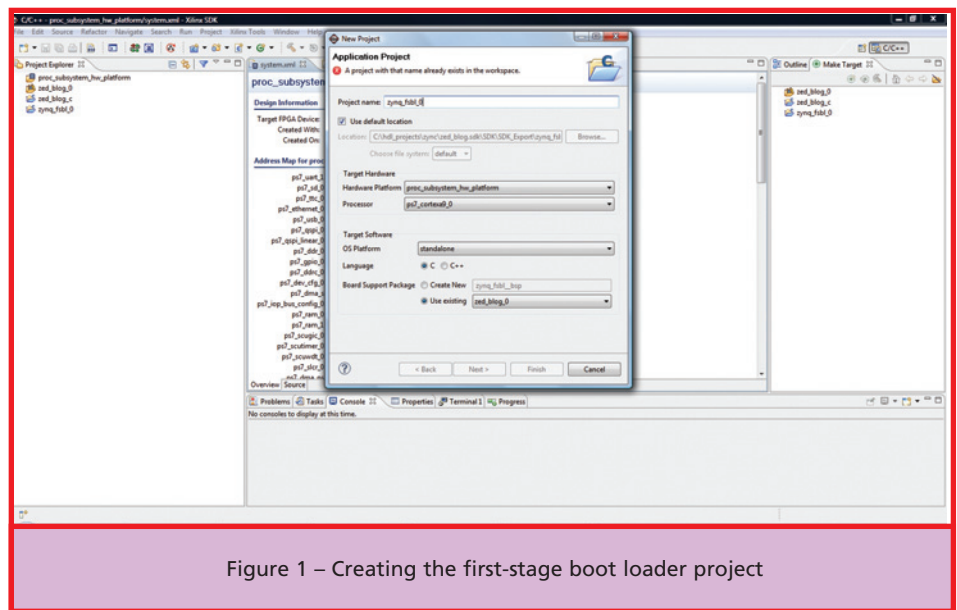 C/C++ - proc_subsystem_hw_platform/system.xml - Xilinx SDK
File Edit Source Refactor Navigate Search Run Project Xilinx Tools Window Help
C/C++
Project Explorer
proc_subsystem_hw_platform
zed_blog_0
zed_blog_c
zynq_fsbl_0
system.xml
proc_subsystem
Design Information
Target FPGA Device:
Created With:
Created On:
Address Map for proc
ps7_uart_1
ps7_sd_0
ps7_ttc_0
ps7_ethernet_0
ps7_usb_0
ps7_qspi_0
ps7_qspi_linear_0
ps7_ddr_0
ps7_gpio_0
ps7_ddrc_0
ps7_dev_cfg_0
ps7_dma_s
ps7_iop_bus_config_0
ps7_ram_0
ps7_ram_1
ps7_scugic_0
ps7_scutimer_0
ps7_scuwdt_0
ps7_slcr_0
ps7_dma_ns
Overview Source
New Project
Application Project
A project with that name already exists in the workspace.
Project name: zynq_fsbl_0
Use default location
Location: C:\hdl_projects\zync\zed_blog.sdk\SDK\SDK_Export\zynq_fsl Browse...
Choose file system: default
Target Hardware
Hardware Platform proc_subsystem_hw_platform
Processor ps7_cortexa9_0
Target Software
OS Platform standalone
Language C C++
Board Support Package Create New zynq_fsbl_bsp
Use existing zed_blog_0
< Back Next > Finish Cancel
Outline Make Target
zed_blog_0
zed_blog_c
zynq_fsbl_0
Problems Tasks Console Properties Terminal 1 Progress
No consoles to display at this time.
Figure 1 – Creating the first-stage boot loader project